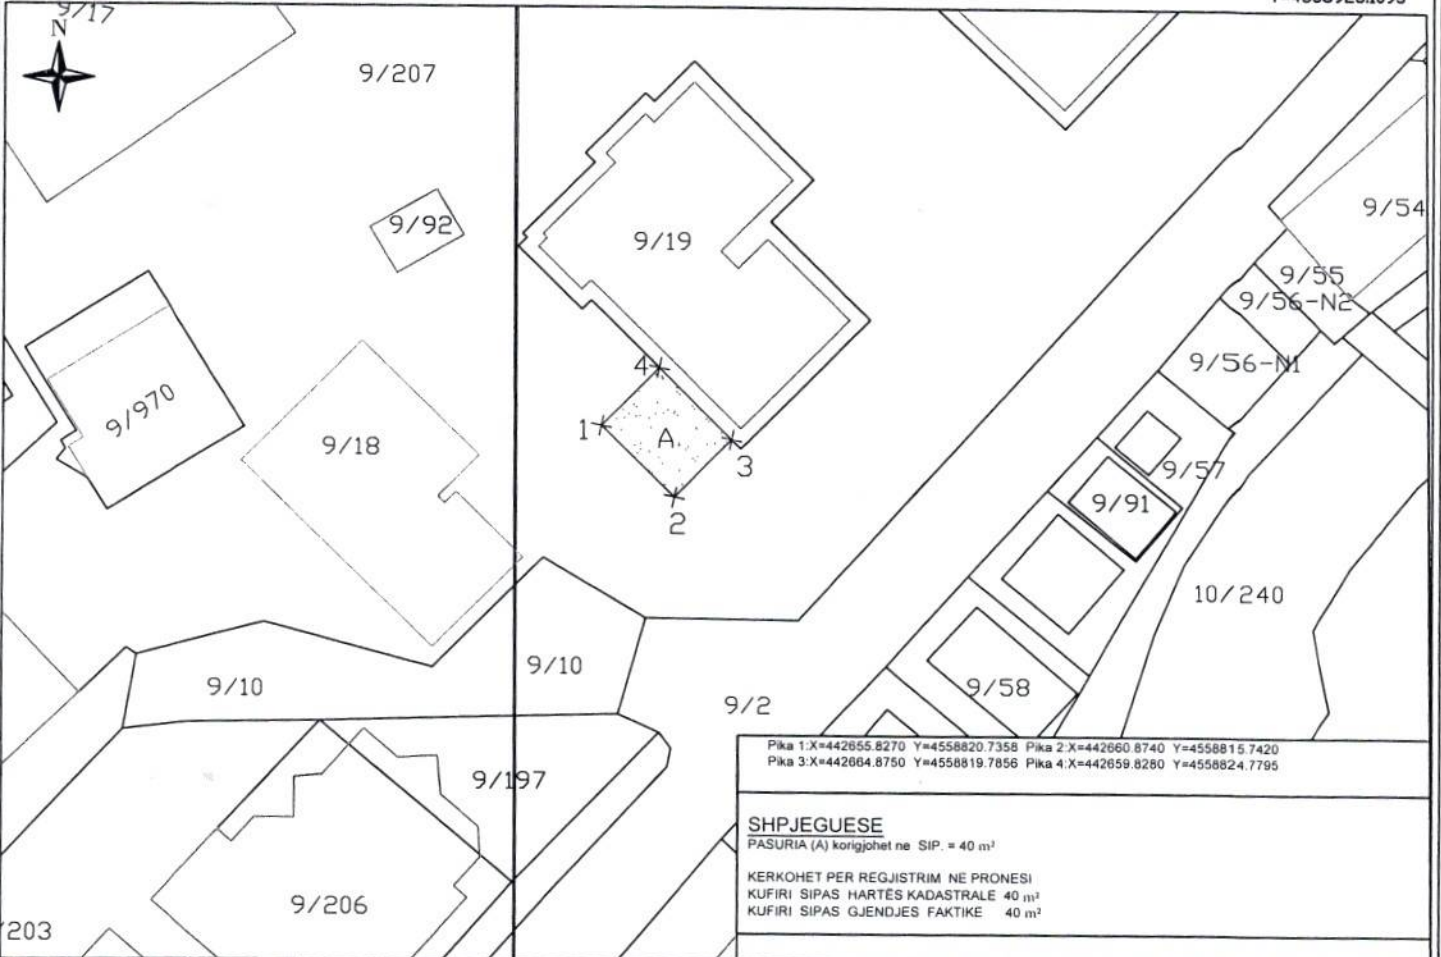 9/17
N
9/207
9/92
9/19
9/54
9/55
9/56-N2
9/56-N1
4
9/970
1
A
9/18
3
9/57
2
9/91
10/240
9/10
9/10
9/58
9/2
9/197
9/206
/203
Pika 1:X=442655.8270 Y=4558820.7358 Pika 2:X=442660.8740 Y=4558815.7420
Pika 3:X=442664.8750 Y=4558819.7856 Pika 4:X=442659.8280 Y=4558824.7795
SHPJEGUESE
PASURIA (A) korigjohet ne SIP. = 40 m²
KERKOHET PER REGJISTRIM NE PRONESI
KUFIRI SIPAS HARTËS KADASTRALE 40 m²
KUFIRI SIPAS GJENDJES FAKTIKE 40 m²